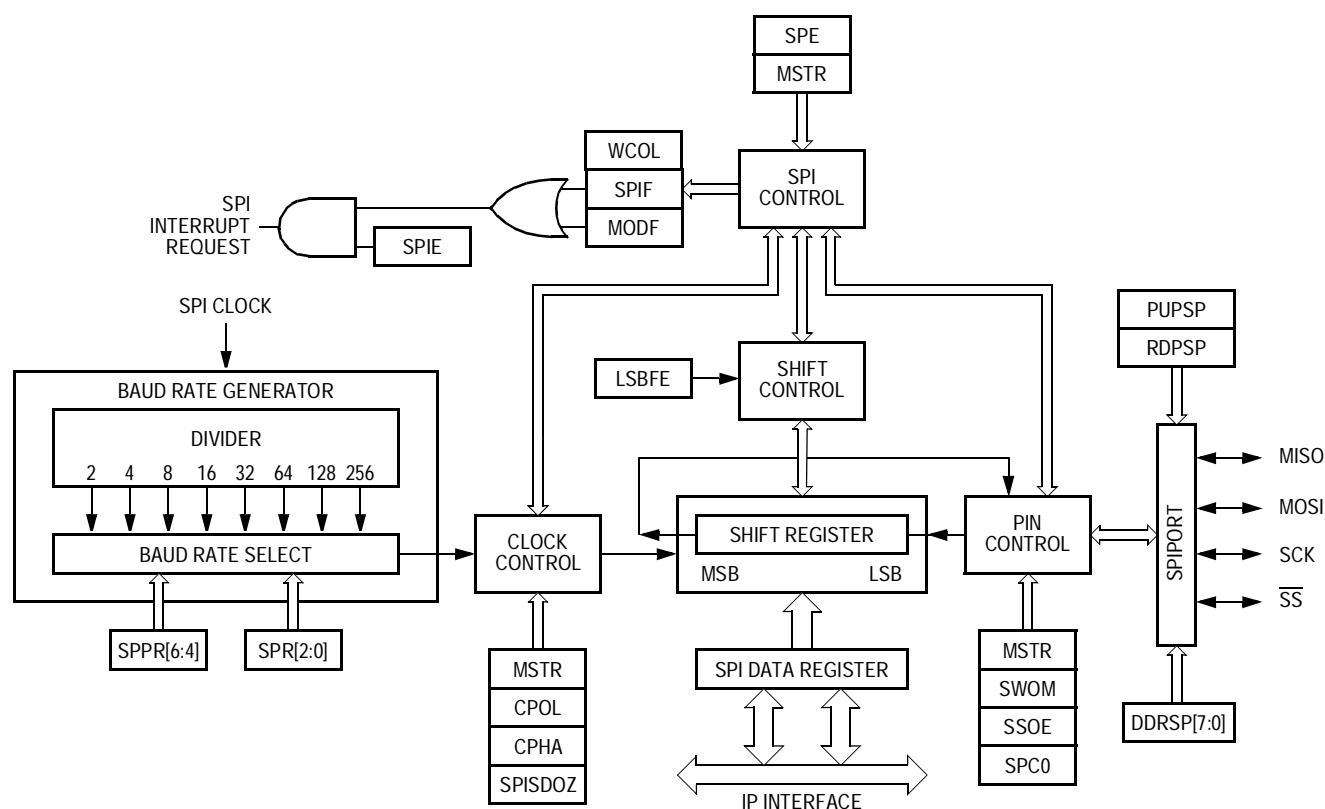 SPE
MSTR
WCOL
SPIF
MODF
SPI
CONTROL
SPI
INTERRUPT
REQUEST
SPIE
SPI CLOCK
PUPSP
RDPSP
BAUD RATE GENERATOR
DIVIDER
2 4 8 16 32 64 128 256
BAUD RATE SELECT
SPPR[6:4]
SPR[2:0]
LSBFE
SHIFT
CONTROL
CLOCK
CONTROL
SHIFT REGISTER
MSB LSB
PIN
CONTROL
SPIPORT
MISO
MOSI
SCK
S̅S̅
MSTR
CPOL
CPHA
SPISDOZ
SPI DATA REGISTER
IP INTERFACE
MSTR
SWOM
SSOE
SPC0
DDRSP[7:0]